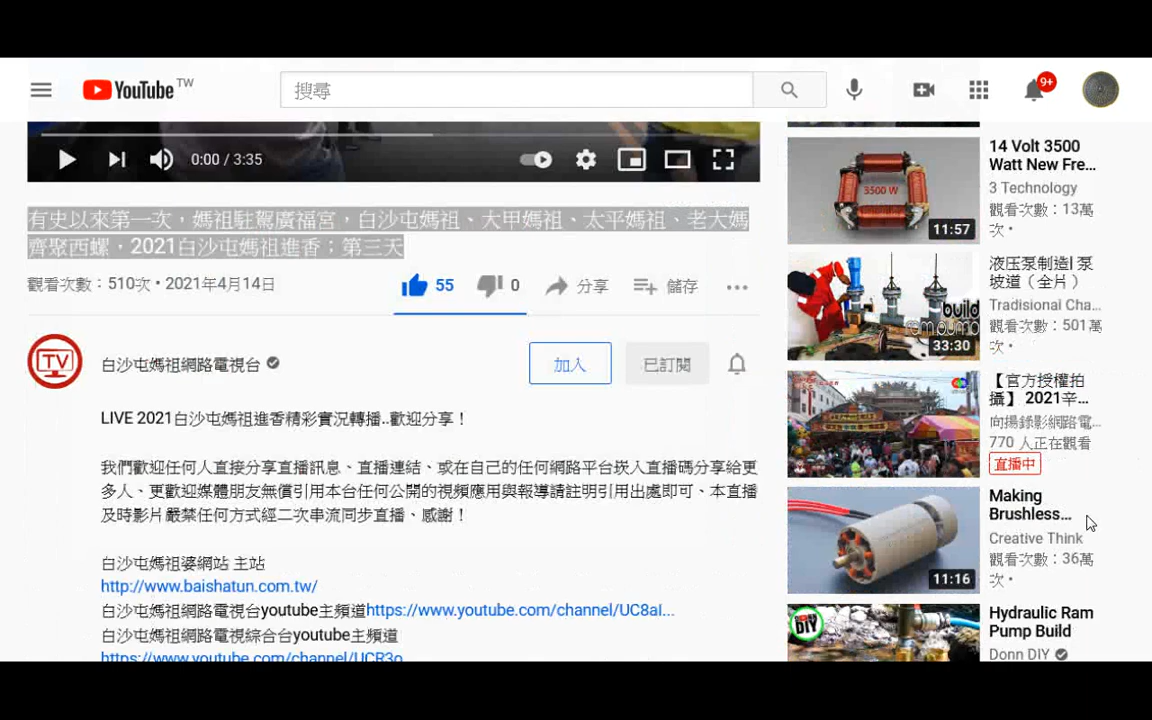 YouTube TW
搜尋
9+
0:00 / 3:35
有史以來第一次，媽祖駐駕廣福宮，白沙屯媽祖、大甲媽祖、太平媽祖、老大媽
齊聚西螺．2021白沙屯媽祖進香；第三天
觀看次數：510次 • 2021年4月14日
55
0
分享
儲存
TV
白沙屯媽祖網路電視台
加入
已訂閱
LIVE 2021白沙屯媽祖進香精彩實況轉播..歡迎分享！
我們歡迎任何人直接分享直播訊息、直播連結、或在自己的任何網路平台崁入直播碼分享給更
多人、更歡迎媒體朋友無償引用本台任何公開的視頻應用與報導請註明引用出處即可、本直播
及時影片嚴禁任何方式經二次串流同步直播、感謝！
白沙屯媽祖婆網站 主站
http://www.baishatun.com.tw/
白沙屯媽祖網路電視台youtube主頻道https://www.youtube.com/channel/UC8aI...
白沙屯媽祖網路電視綜合台youtube主頻道
https://www.youtube.com/channel/UCR3o
3500 W
11:57
14 Volt 3500
Watt New Fre...
3 Technology
觀看次數：13萬
次 •
build
33:30
液压泵制造l 泵
坡道（全片）
Tradisional Cha...
觀看次數：501萬
次 •
【官方授權拍
攝】 2021辛...
向揚錄影網路電...
770 人正在觀看
直播中
11:16
Making
Brushless...
Creative Think
觀看次數：36萬
次 •
DIY
Hydraulic Ram
Pump Build
Donn DIY